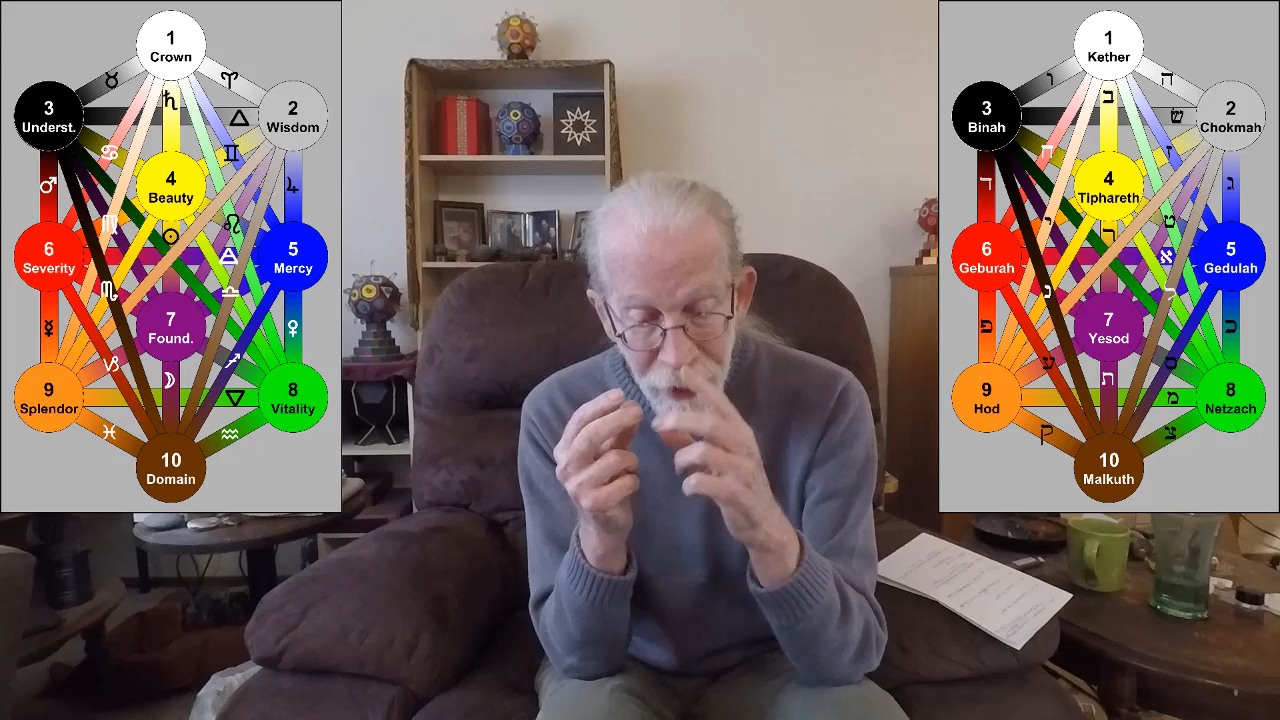 1
Crown
♉ ♈
3
Underst.
2
Wisdom
♄
🜂
♋ ♊
♂ ♃
4
Beauty
♍ ♌
☉
6
Severity
5
Mercy
🜁
♏ ♎
7
Found.
☿ ♀
♑ ♐
☽
9
Splendor
8
Vitality
🜄
♓ ♒
10
Domain
1
Kether
ו ה
3
Binah
2
Chokmah
ב
ש
ח ז
ד ג
4
Tiphareth
י ט
ר
6
Geburah
5
Gedulah
א
נ ל
7
Yesod
פ כ
ע ס
ת
9
Hod
8
Netzach
מ
ק צ
10
Malkuth